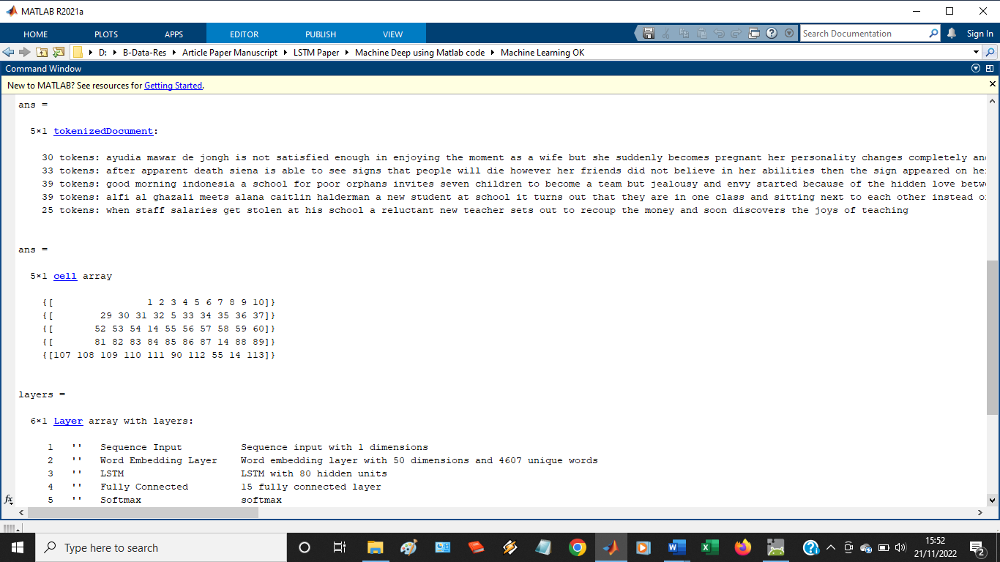 MATLAB R2021a
HOME PLOTS APPS EDITOR PUBLISH VIEW Search Documentation Sign In
D: B-Data-Res Article Paper Manuscript LSTM Paper Machine Deep using Matlab code Machine Learning OK
Command Window
New to MATLAB? See resources for Getting Started.
ans =
5×1 tokenizedDocument:
30 tokens: ayudia mawar de jongh is not satisfied enough in enjoying the moment as a wife but she suddenly becomes pregnant her personality changes completely and
33 tokens: after apparent death siena is able to see signs that people will die however her friends did not believe in her abilities then the sign appeared on
39 tokens: good morning indonesia a school for poor orphans invites seven children to become a team but jealousy and envy started because of the hidden love
39 tokens: alfi al ghazali meets alana caitlin halderman a new student at school it turns out that they are in one class and sitting next to each other instead
25 tokens: when staff salaries get stolen at his school a reluctant new teacher sets out to recoup the money and soon discovers the joys of teaching
ans =
5×1 cell array
{[ 1 2 3 4 5 6 7 8 9 10]}
{[ 29 30 31 32 5 33 34 35 36 37]}
{[ 52 53 54 14 55 56 57 58 59 60]}
{[ 81 82 83 84 85 86 87 14 88 89]}
{[107 108 109 110 111 90 112 55 14 113]}
layers =
6×1 Layer array with layers:
1 '' Sequence Input Sequence input with 1 dimensions
2 '' Word Embedding Layer Word embedding layer with 50 dimensions and 4607 unique words
3 '' LSTM LSTM with 80 hidden units
4 '' Fully Connected 15 fully connected layer
5 '' Softmax softmax
fx
Type here to search
15:52
21/11/2022
2